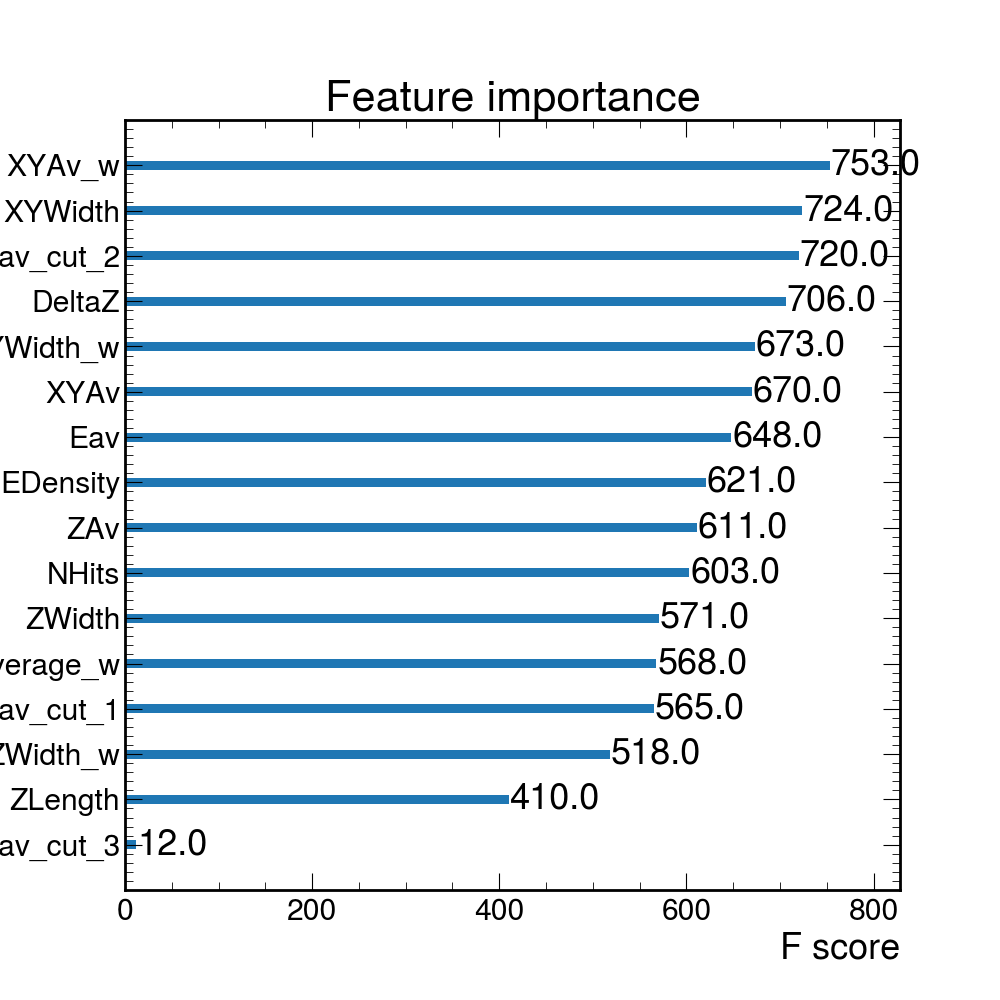 Feature importance
XYAv_w 753.0
XYWidth 724.0
av_cut_2 720.0
DeltaZ 706.0
YWidth_w 673.0
XYAv 670.0
Eav 648.0
EDensity 621.0
ZAv 611.0
NHits 603.0
ZWidth 571.0
verage_w 568.0
av_cut_1 565.0
ZWidth_w 518.0
ZLength 410.0
av_cut_3 12.0
0 200 400 600 800
F score